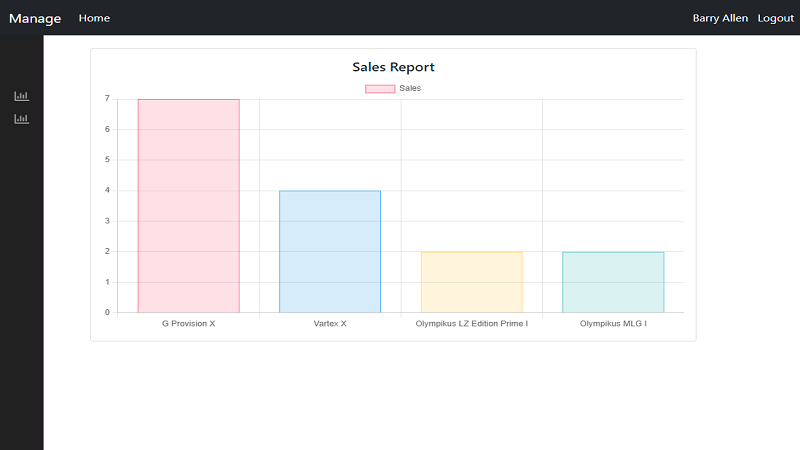 Manage Home Barry Allen Logout
Sales Report
Sales
7
6
5
4
3
2
1
0
G Provision X Vartex X Olympikus LZ Edition Prime I Olympikus MLG I